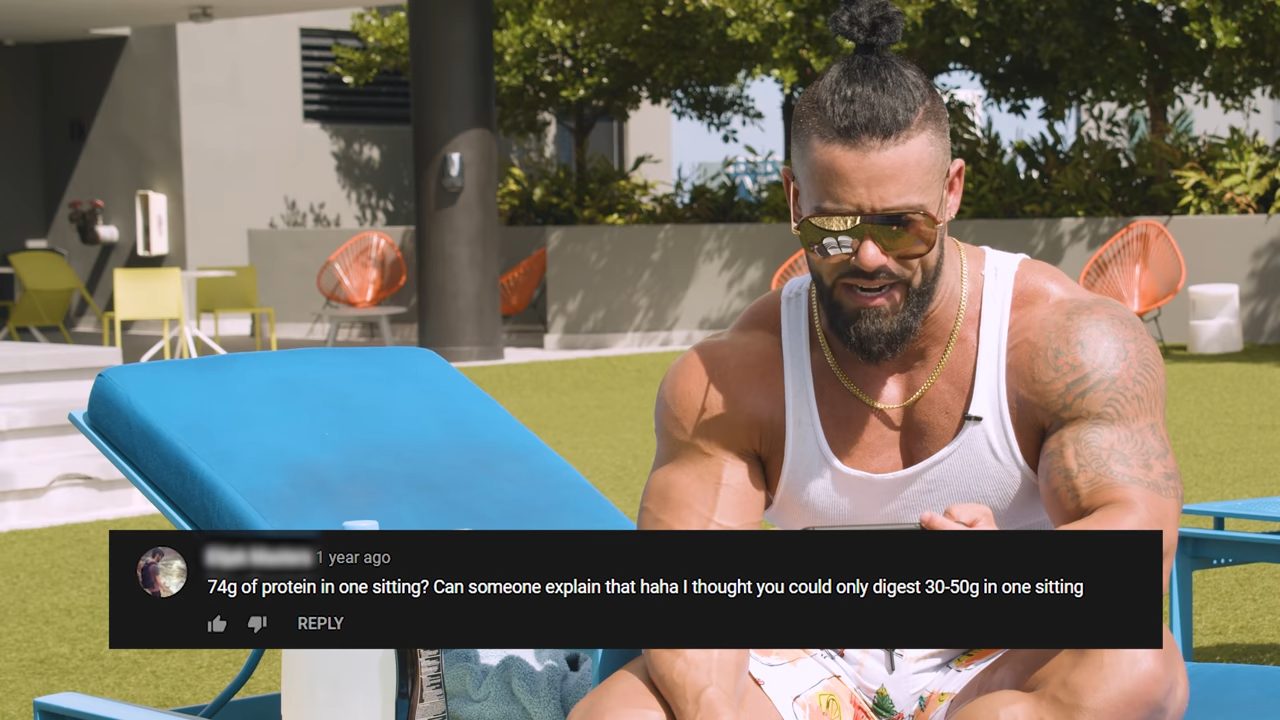 1 year ago
74g of protein in one sitting? Can someone explain that haha I thought you could only digest 30-50g in one sitting
REPLY